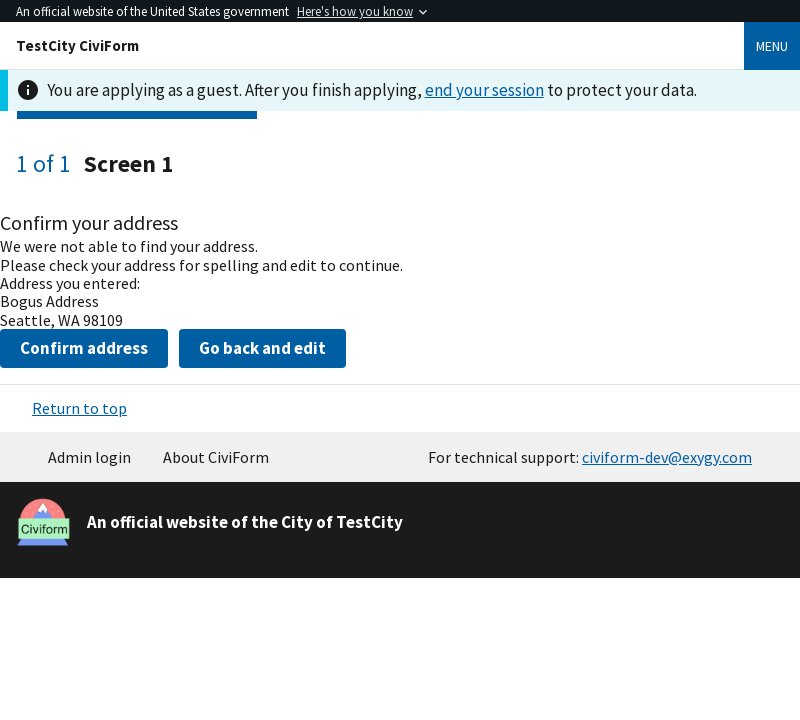 An official website of the United States government Here's how you know
TestCity CiviForm
MENU
You are applying as a guest. After you finish applying, end your session to protect your data.
1 of 1 Screen 1
Confirm your address
We were not able to find your address.
Please check your address for spelling and edit to continue.
Address you entered:
Bogus Address
Seattle, WA 98109
Confirm address Go back and edit
Return to top
Admin login About CiviForm For technical support: civiform-dev@exygy.com
Civiform An official website of the City of TestCity